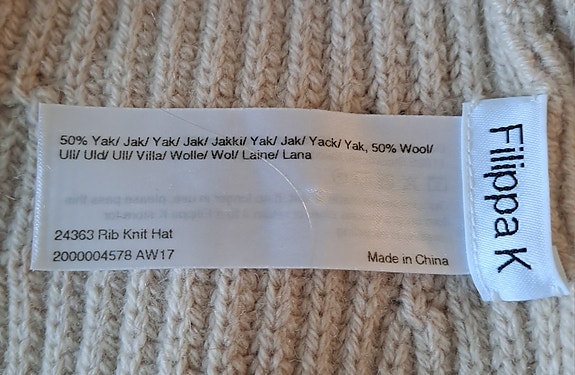 50% Yak/ Jak/ Yak/ Jak/ Jakki/ Yak/ Jak/ Yack/ Yak, 50% Wool/
Ull/ Uld/ Ull/ Villa/ Wolle/ Wol/ Laine/ Lana
24363 Rib Knit Hat
2000004578 AW17
Made in China
Filippa K